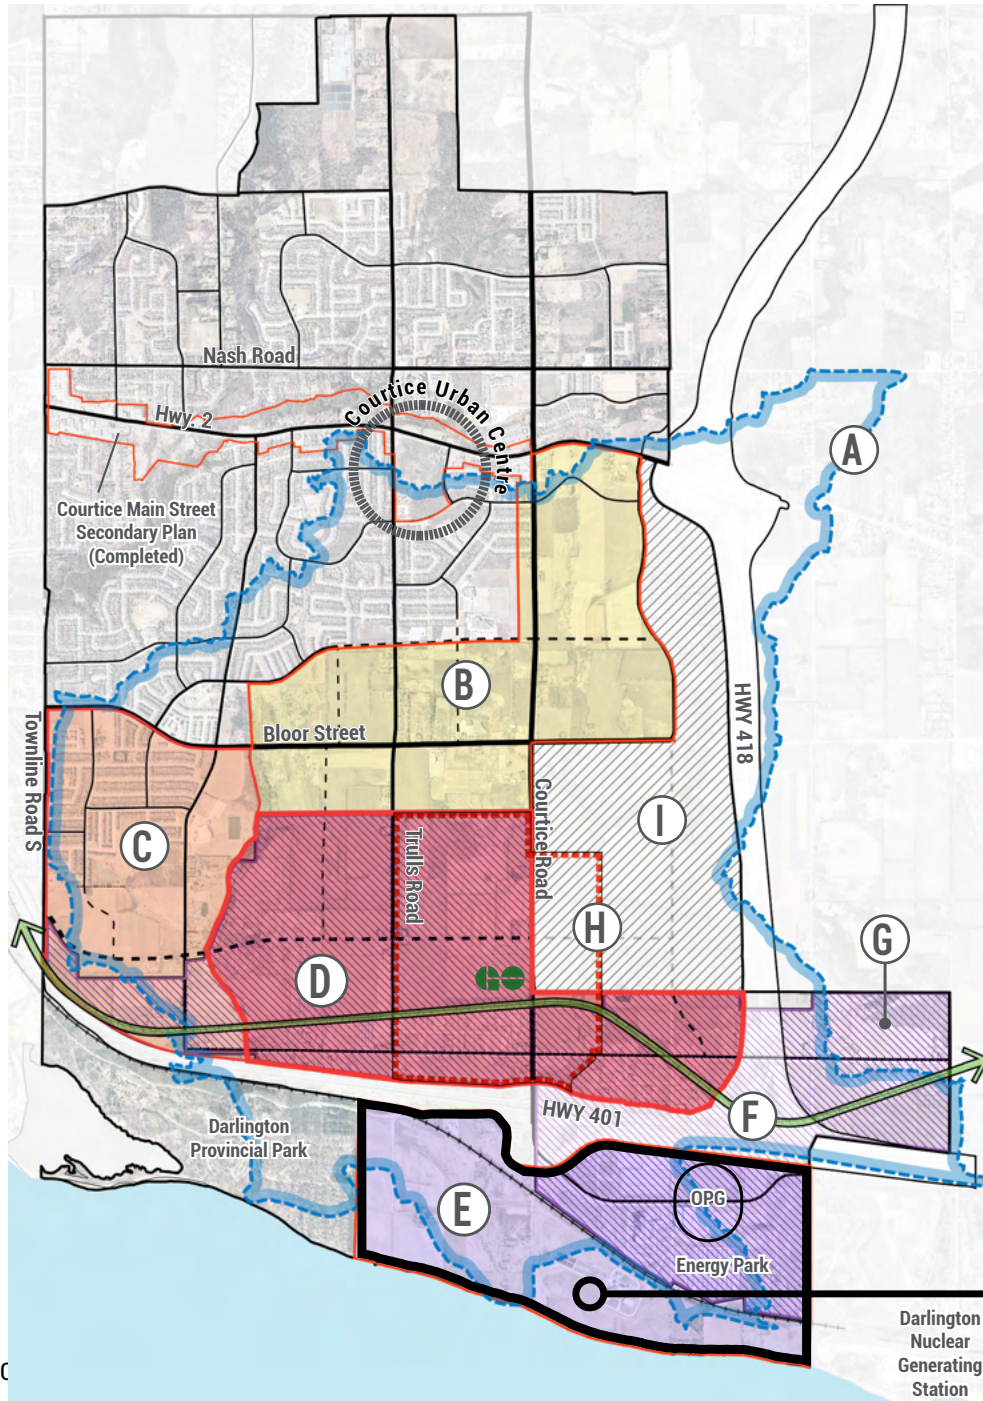 Nash Road
Hwy. 2
Courtice Urban Centre
A
Courtice Main Street
Secondary Plan
(Completed)
B
HWY 418
Townline Road S
Bloor Street
Courtice Road
I
C
Trulls Road
H
G
D
GO
HWY 401
F
Darlington
Provincial Park
E
OPG
Energy Park
Darlington
Nuclear
Generating
Station